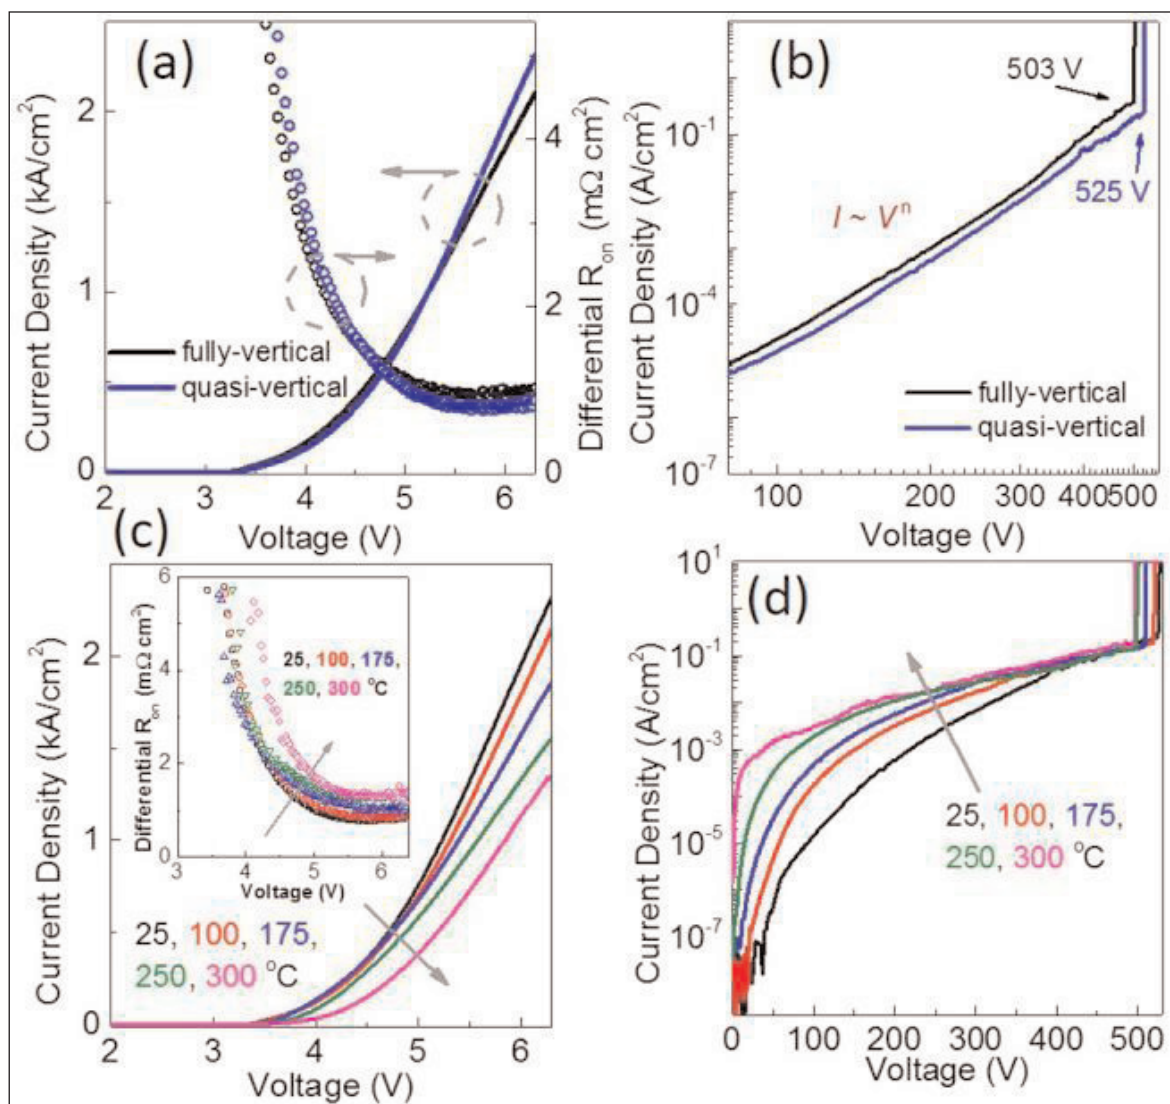 (a)
Current Density (kA/cm²)
2
1
0
Differential Rₒₙ (mΩ cm²)
4
2
0
fully-vertical
quasi-vertical
2 3 4 5 6
Voltage (V)
(b)
Current Density (A/cm²)
10⁻¹
10⁻⁴
10⁻⁷
503 V
525 V
I ~ Vⁿ
fully-vertical
quasi-vertical
100 200 300 400 500
Voltage (V)
(c)
Current Density (kA/cm²)
2
1
0
Differential Rₒₙ (mΩ cm²)
6
4
2
0
25, 100, 175,
250, 300 °C
3 4 5 6
Voltage (V)
25, 100, 175,
250, 300 °C
2 3 4 5 6
Voltage (V)
(d)
Current Density (A/cm²)
10¹
10⁻¹
10⁻³
10⁻⁵
10⁻⁷
25, 100, 175,
250, 300 °C
0 100 200 300 400 500
Voltage (V)